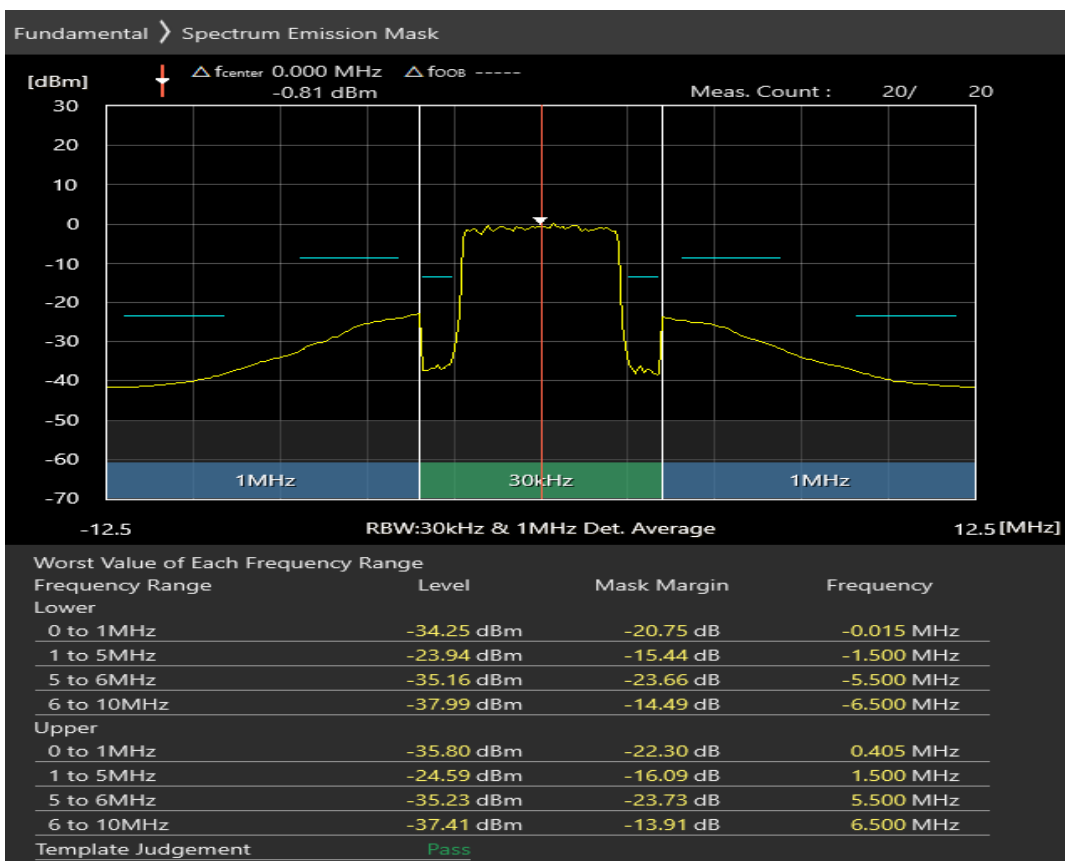 Fundamental ❯ Spectrum Emission Mask
[dBm] △ fcenter 0.000 MHz △ fOOB -----
-0.81 dBm Meas. Count : 20/ 20
30
20
10
0
-10
-20
-30
-40
-50
-60
1MHz 30kHz 1MHz
-70
-12.5 RBW:30kHz & 1MHz Det. Average 12.5 [MHz]
Worst Value of Each Frequency Range
Frequency Range Level Mask Margin Frequency
Lower
0 to 1MHz -34.25 dBm -20.75 dB -0.015 MHz
1 to 5MHz -23.94 dBm -15.44 dB -1.500 MHz
5 to 6MHz -35.16 dBm -23.66 dB -5.500 MHz
6 to 10MHz -37.99 dBm -14.49 dB -6.500 MHz
Upper
0 to 1MHz -35.80 dBm -22.30 dB 0.405 MHz
1 to 5MHz -24.59 dBm -16.09 dB 1.500 MHz
5 to 6MHz -35.23 dBm -23.73 dB 5.500 MHz
6 to 10MHz -37.41 dBm -13.91 dB 6.500 MHz
Template Judgement Pass